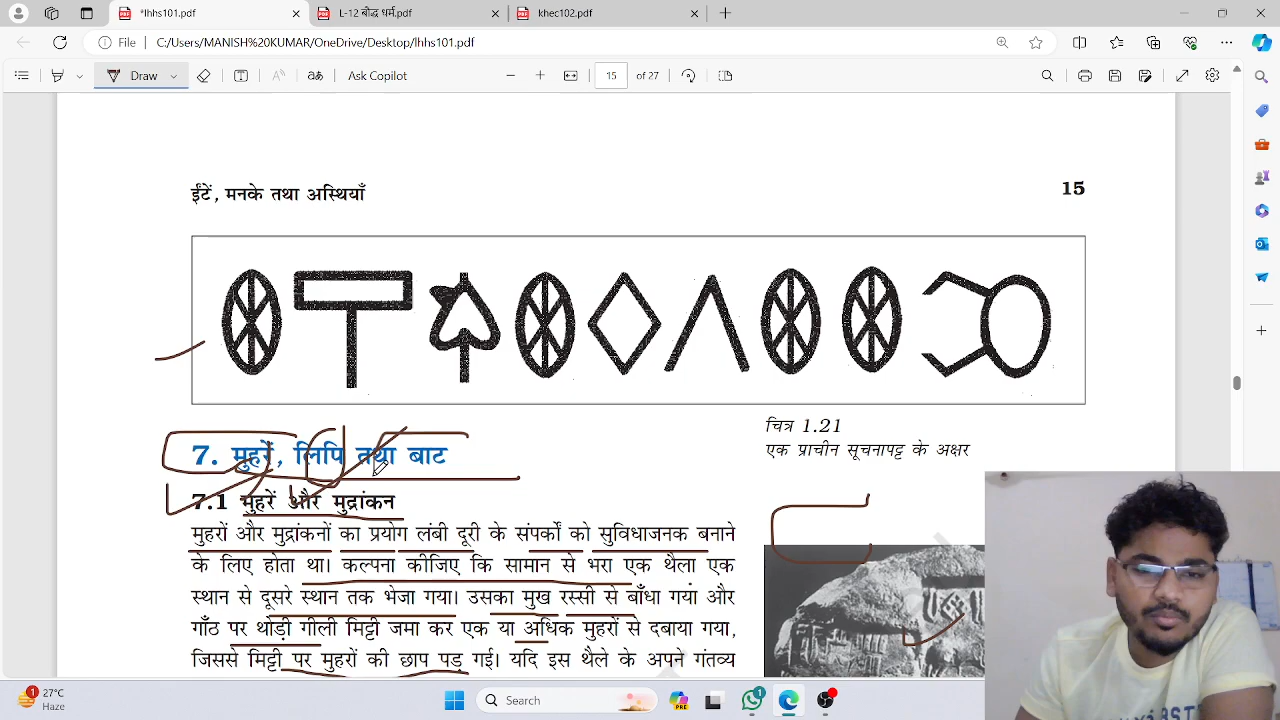 *lhhs101.pdf
L-12 बौद्ध धर्म.pdf
khec102.pdf
File C:/Users/MANISH%20KUMAR/OneDrive/Desktop/lhhs101.pdf
Draw
Ask Copilot
15 of 27
ईंटें, मनके तथा अस्थियाँ
15
चित्र 1.21
एक प्राचीन सूचनापट्ट के अक्षर
7. मुहरें, लिपि तथा बाट
7.1 मुहरें और मुद्रांकन
मुहरों और मुद्रांकनों का प्रयोग लंबी दूरी के संपर्कों को सुविधाजनक बनाने
के लिए होता था। कल्पना कीजिए कि सामान से भरा एक थैला एक
स्थान से दूसरे स्थान तक भेजा गया। उसका मुख रस्सी से बाँधा गया और
गाँठ पर थोड़ी गीली मिट्टी जमा कर एक या अधिक मुहरों से दबाया गया,
जिससे मिट्टी पर मुहरों की छाप पड़ गई। यदि इस थैले के अपने गंतव्य
27°C
Haze
1
Search
PRE
1